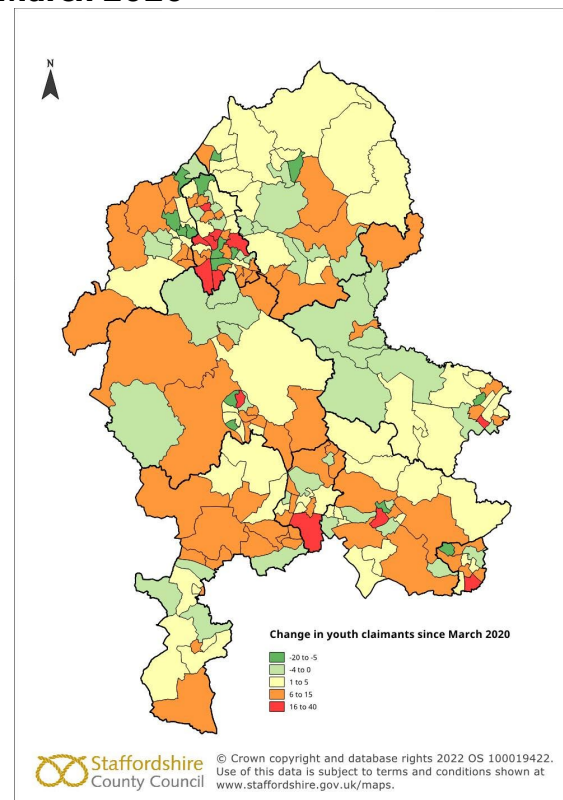 March 2020
N
Change in youth claimants since March 2020
-20 to -5
-4 to 0
1 to 5
6 to 15
16 to 40
Staffordshire
County Council
© Crown copyright and database rights 2022 OS 100019422.
Use of this data is subject to terms and conditions shown at
www.staffordshire.gov.uk/maps.